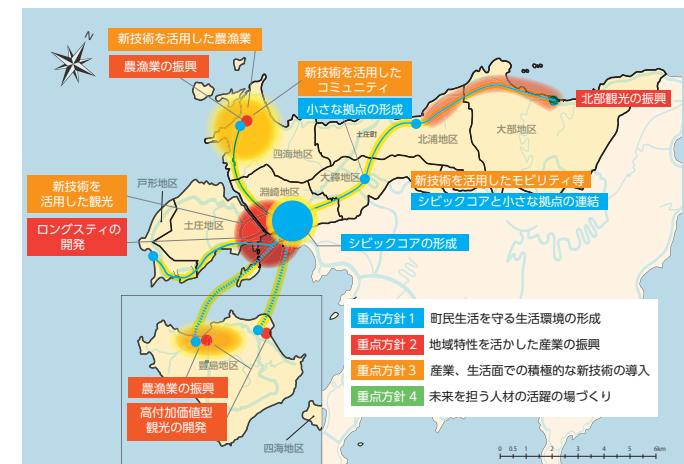 N
新技術を活用した農漁業
農漁業の振興
新技術を活用した
コミュニティ
小さな拠点の形成
北部観光の振興
土庄町
北浦地区
大部地区
四海地区
大鐸地区
戸形地区
淵崎地区
新技術を
活用した観光
新技術を活用したモビリティ等
シビックコアと小さな拠点の連結
土庄地区
ロングスティの
開発
シビックコアの形成
豊島地区
農漁業の振興
高付加価値型
観光の開発
四海地区
重点方針1 町民生活を守る生活環境の形成
重点方針2 地域特性を活かした産業の振興
重点方針3 産業、生活面での積極的な新技術の導入
重点方針4 未来を担う人材の活躍の場づくり
0 0.5 1 2 3 4 5 6km